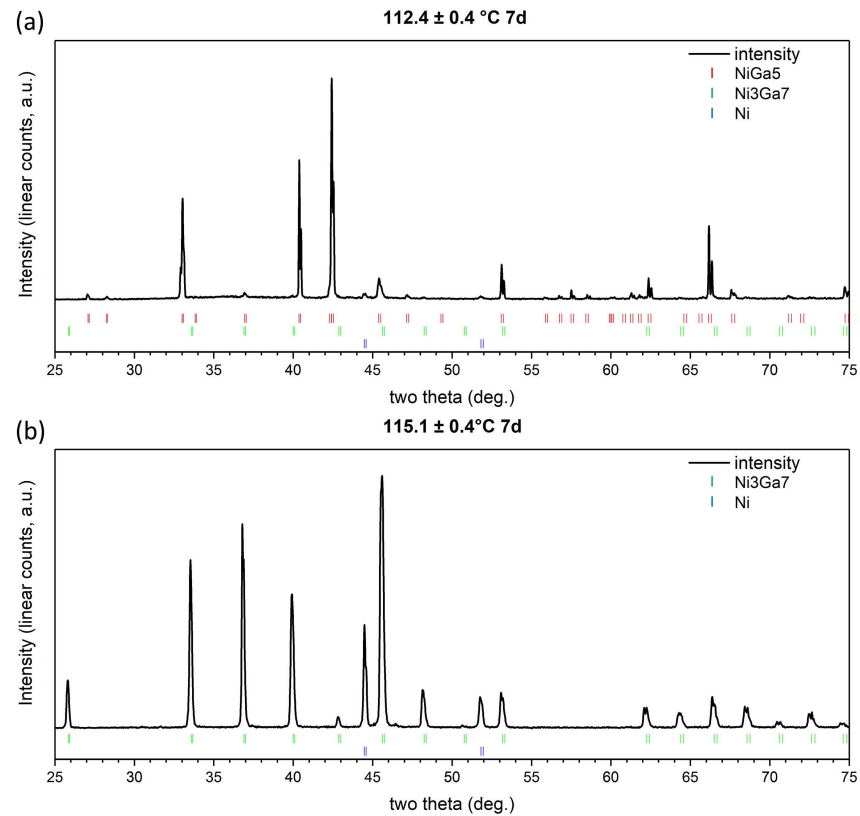 (a)
112.4 ± 0.4 °C 7d
Intensity (linear counts, a.u.)
intensity
NiGa5
Ni3Ga7
Ni
25 30 35 40 45 50 55 60 65 70 75
two theta (deg.)
(b)
115.1 ± 0.4°C 7d
Intensity (linear counts, a.u.)
intensity
Ni3Ga7
Ni
25 30 35 40 45 50 55 60 65 70 75
two theta (deg.)